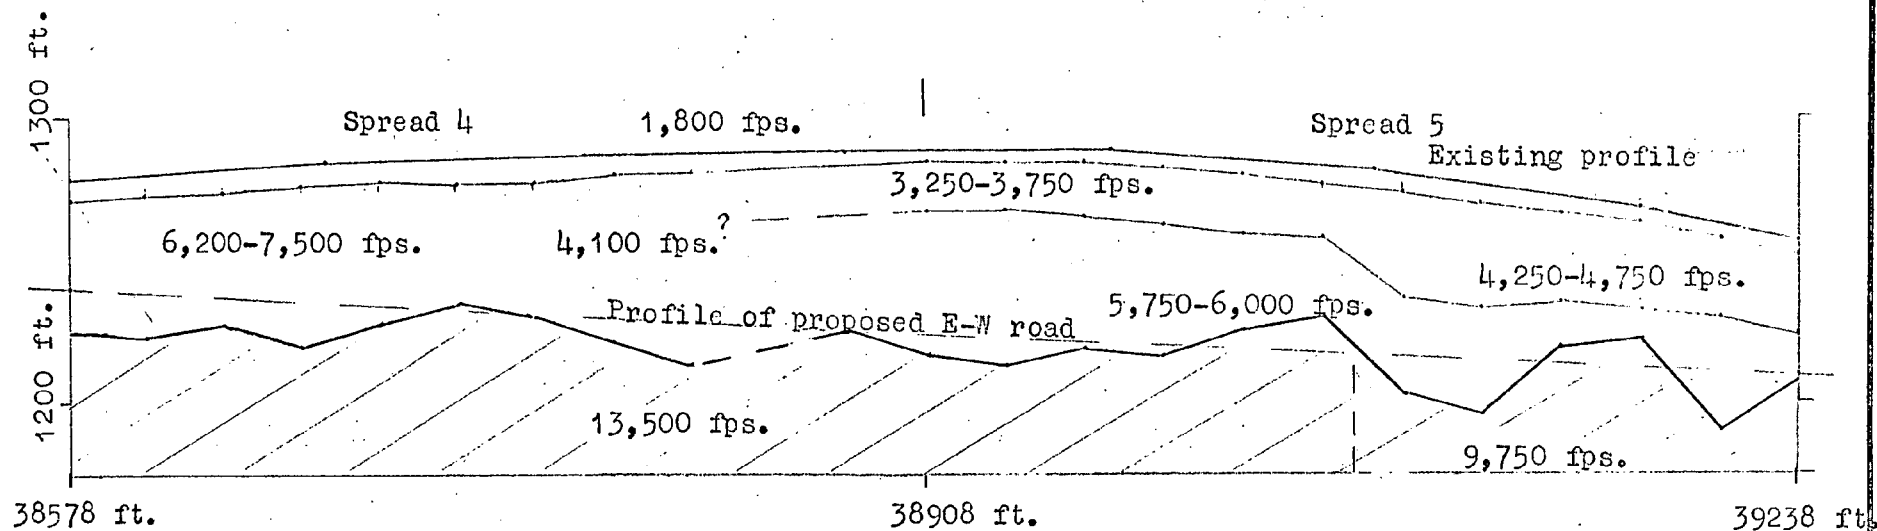 1300 ft.
Spread 4
1,800 fps.
Spread 5
Existing profile
3,250-3,750 fps.
6,200-7,500 fps.
4,100 fps.?
4,250-4,750 fps.
5,750-6,000 fps.
Profile of proposed E-W road
1200 ft.
13,500 fps.
9,750 fps.
38578 ft.
38908 ft.
39238 ft.